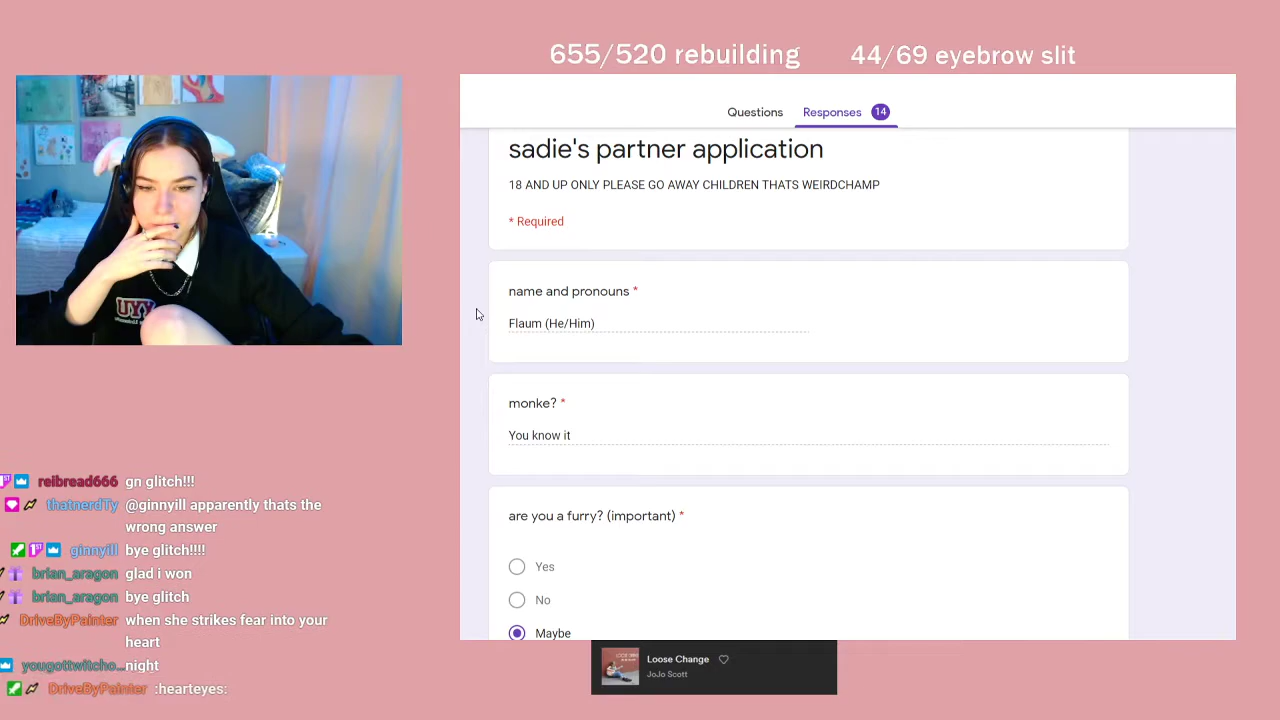 655/520 rebuilding
44/69 eyebrow slit
Questions
Responses 14
sadie's partner application
18 AND UP ONLY PLEASE GO AWAY CHILDREN THATS WEIRDCHAMP
* Required
name and pronouns *
Flaum (He/Him)
monke? *
You know it
are you a furry? (important) *
Yes
No
Maybe
reibread666 gn glitch!!!
thatnerdTy @ginnyill apparently thats the
wrong answer
ginnyill bye glitch!!!!
brian_aragon glad i won
brian_aragon bye glitch
DriveByPainter when she strikes fear into your
heart
yougottwitcho... night
DriveByPainter :hearteyes:
Loose Change
JoJo Scott